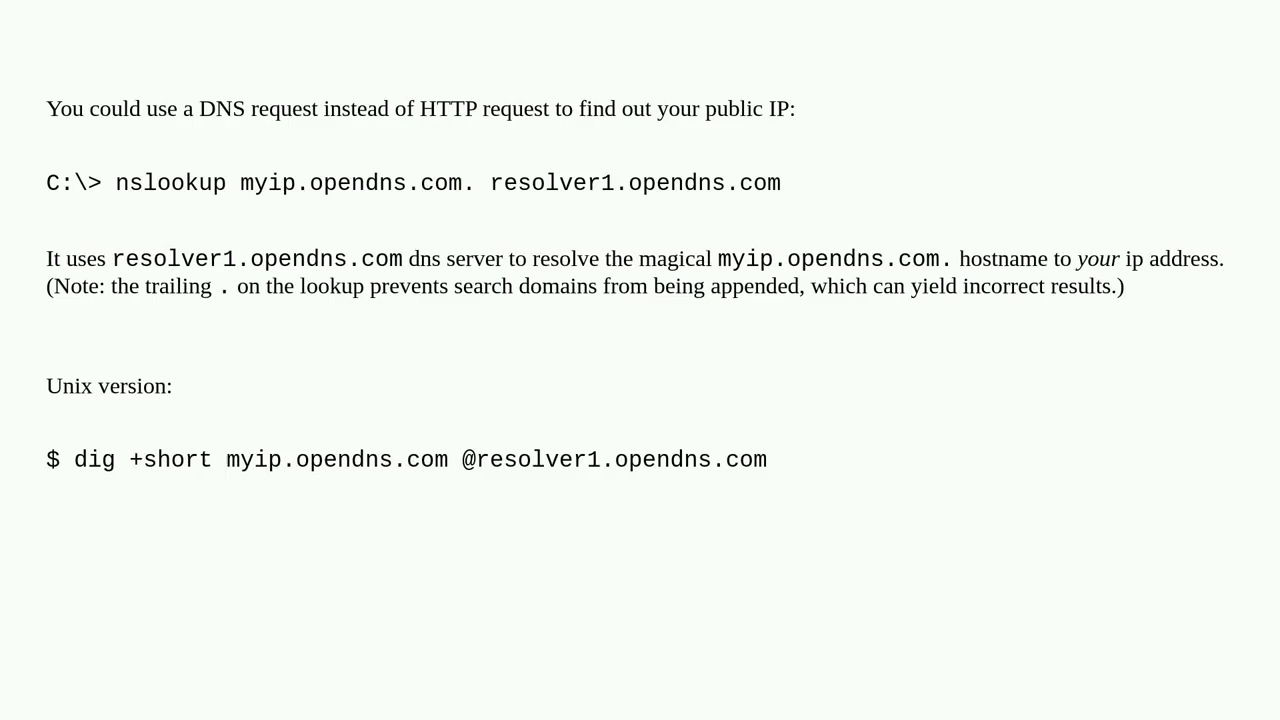 You could use a DNS request instead of HTTP request to find out your public IP:
C:\> nslookup myip.opendns.com. resolver1.opendns.com
It uses resolver1.opendns.com dns server to resolve the magical myip.opendns.com. hostname to your ip address.
(Note: the trailing . on the lookup prevents search domains from being appended, which can yield incorrect results.)
Unix version:
$ dig +short myip.opendns.com @resolver1.opendns.com